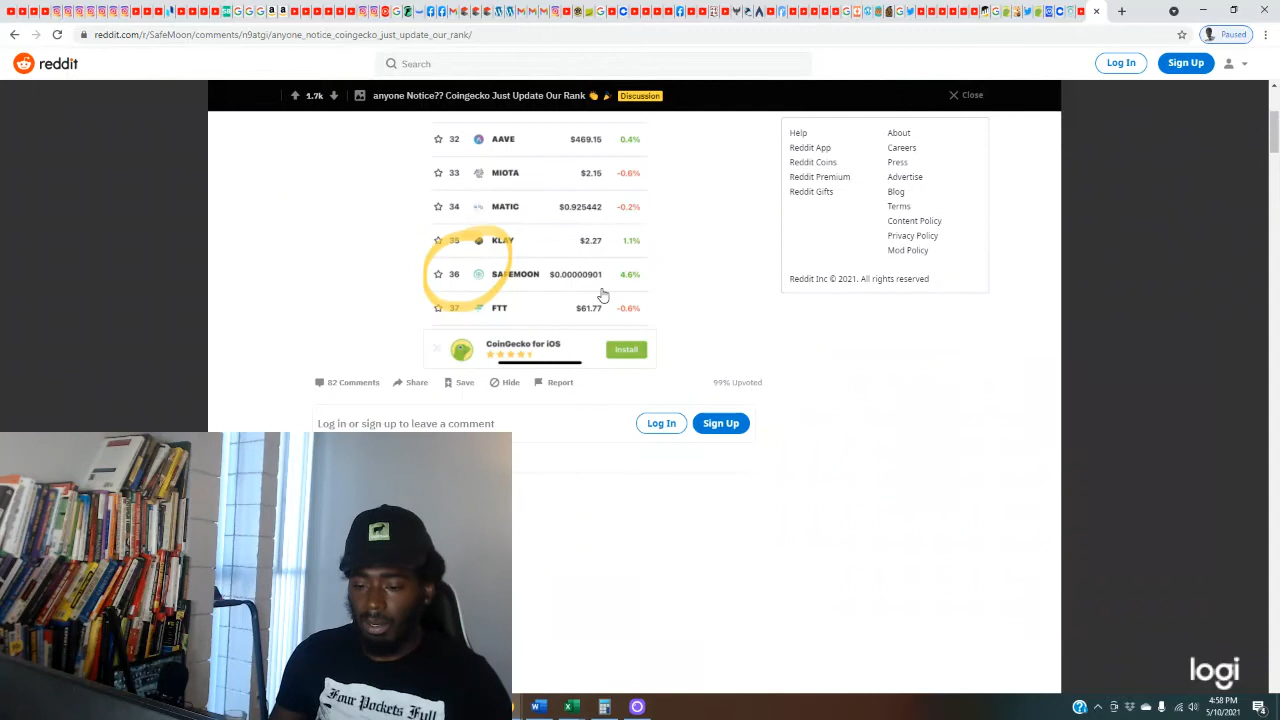 reddit.com/r/SafeMoon/comments/n9atgi/anyone_notice_coingecko_just_update_our_rank/
Paused
reddit
Search
Log In
Sign Up
1.7k
anyone Notice?? Coingecko Just Update Our Rank 👏 🎉 Discussion
Close
32 AAVE $469.15 0.4%
33 MIOTA $2.15 -0.6%
34 MATIC $0.925442 -0.2%
35 KLAY $2.27 1.1%
36 SAFEMOON $0.00000901 4.6%
37 FTT $61.77 -0.6%
CoinGecko for iOS
Install
82 Comments Share Save Hide Report 99% Upvoted
Log in or sign up to leave a comment
Log In
Sign Up
Help
Reddit App
Reddit Coins
Reddit Premium
Reddit Gifts
About
Careers
Press
Advertise
Blog
Terms
Content Policy
Privacy Policy
Mod Policy
Reddit Inc © 2021. All rights reserved
Four Pockets Full
logi
4:58 PM
5/10/2021